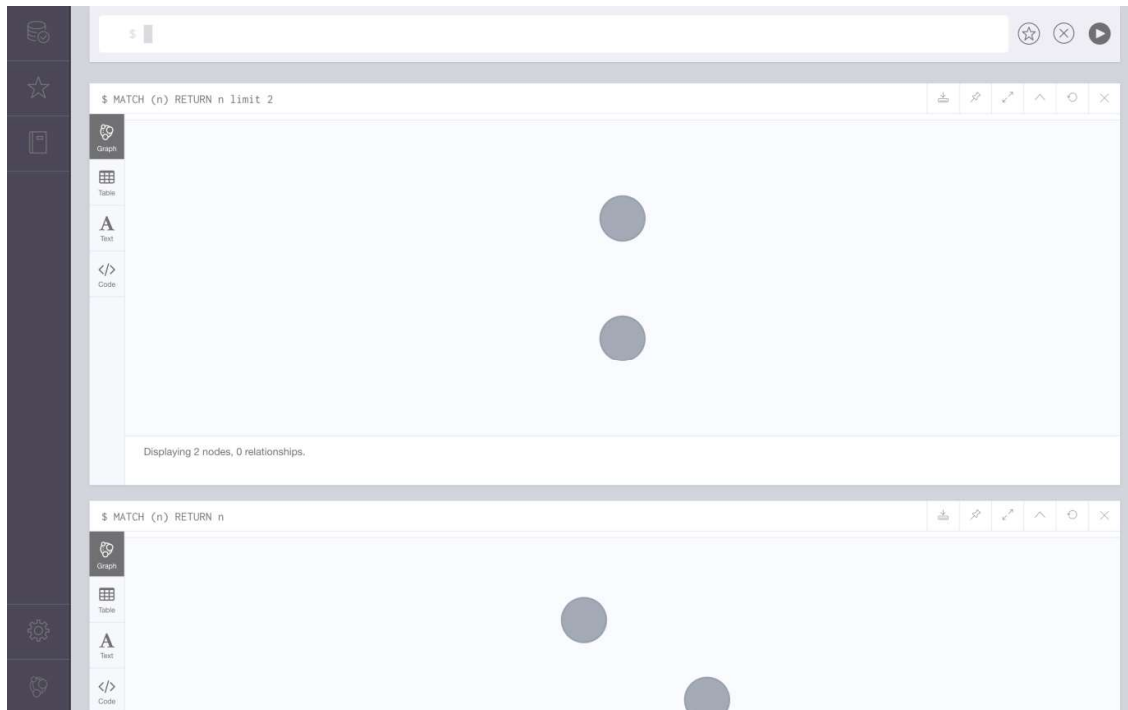 $
$ MATCH (n) RETURN n limit 2
Graph
Table
A
Text
</>
Code
Displaying 2 nodes, 0 relationships.
$ MATCH (n) RETURN n
Graph
Table
A
Text
</>
Code